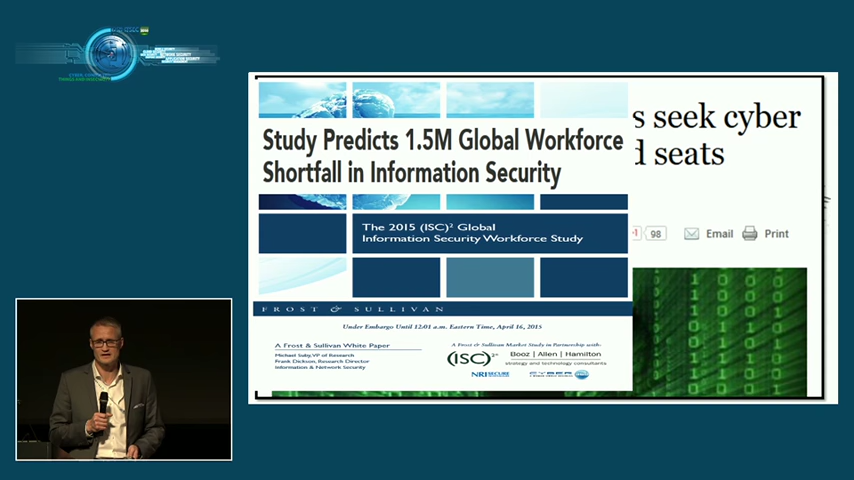 s seek cyber
d seats
Study Predicts 1.5M Global Workforce
Shortfall in Information Security
The 2015 (ISC)² Global
Information Security Workforce Study
98
Email
Print
FROST & SULLIVAN
Under Embargo Until 12:01 a.m. Eastern Time, April 16, 2015
A Frost & Sullivan White Paper
Michael Suby, VP of Research
Frank Dickson, Research Director
Information & Network Security
A Frost & Sullivan Market Study in Partnership with:
(ISC)²
Booz | Allen | Hamilton
strategy and technology consultants
NRISECURE